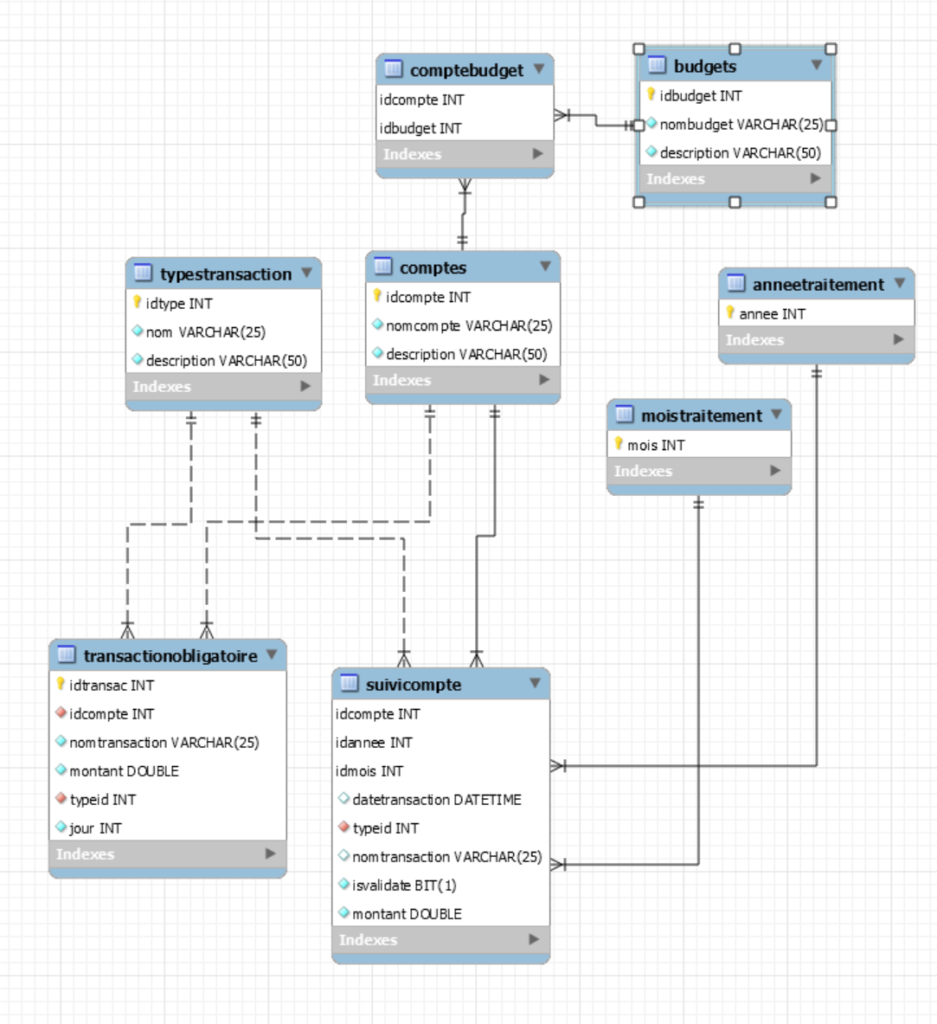 comptebudget
idcompte INT
idbudget INT
Indexes
budgets
idbudget INT
nombudget VARCHAR(25)
description VARCHAR(50)
Indexes
typestransaction
idtype INT
nom VARCHAR(25)
description VARCHAR(50)
Indexes
comptes
idcompte INT
nomcompte VARCHAR(25)
description VARCHAR(50)
Indexes
anneetraitement
annee INT
Indexes
moistraitement
mois INT
Indexes
transactionobligatoire
idtransac INT
idcompte INT
nomtransaction VARCHAR(25)
montant DOUBLE
typeid INT
jour INT
Indexes
suivicompte
idcompte INT
idannee INT
idmois INT
datetransaction DATETIME
typeid INT
nomtransaction VARCHAR(25)
isvalidate BIT(1)
montant DOUBLE
Indexes